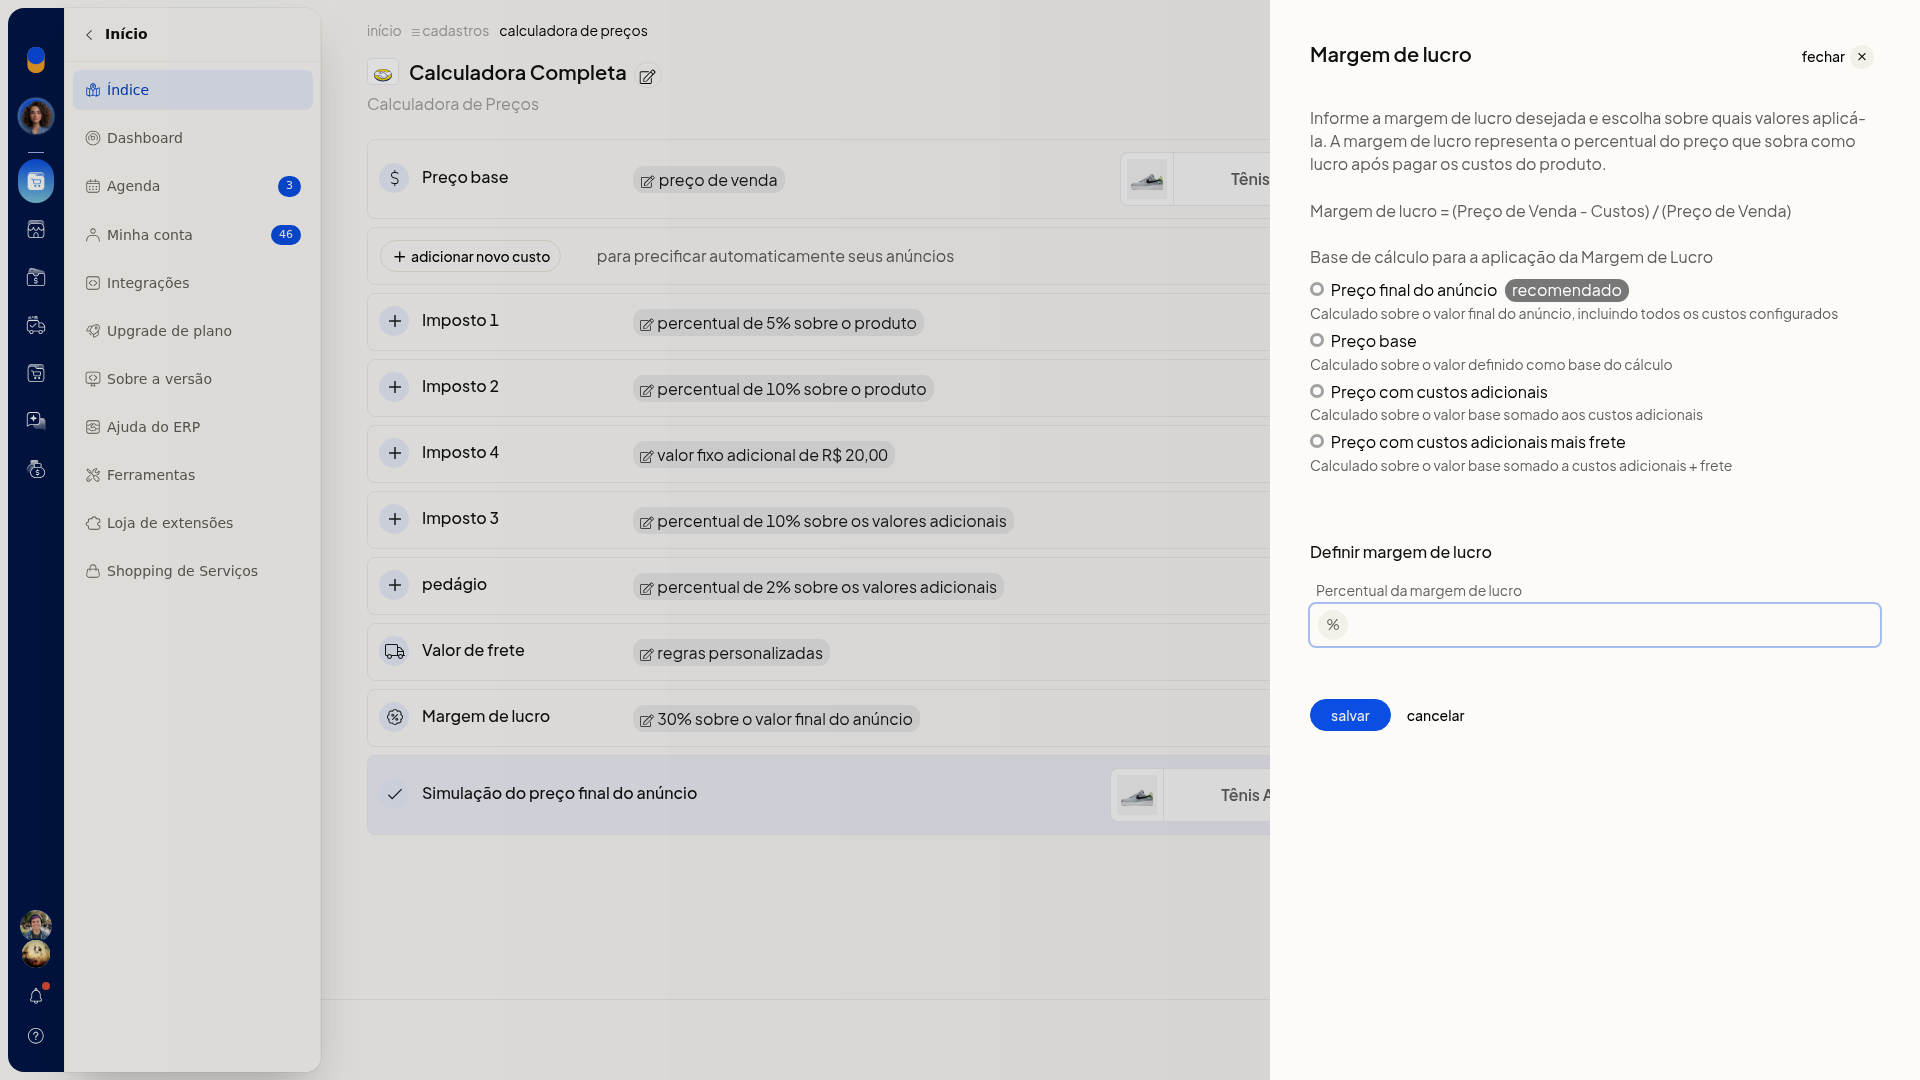 Início
Índice
Dashboard
Agenda
3
Minha conta
46
Integrações
Upgrade de plano
Sobre a versão
Ajuda do ERP
Ferramentas
Loja de extensões
Shopping de Serviços
início cadastros calculadora de preços
Calculadora Completa
Calculadora de Preços
Preço base
preço de venda
Tênis
adicionar novo custo
para precificar automaticamente seus anúncios
Imposto 1
percentual de 5% sobre o produto
Imposto 2
percentual de 10% sobre o produto
Imposto 4
valor fixo adicional de R$ 20,00
Imposto 3
percentual de 10% sobre os valores adicionais
pedágio
percentual de 2% sobre os valores adicionais
Valor de frete
regras personalizadas
Margem de lucro
30% sobre o valor final do anúncio
Simulação do preço final do anúncio
Tênis A
Margem de lucro
fechar
Informe a margem de lucro desejada e escolha sobre quais valores aplicá-
la. A margem de lucro representa o percentual do preço que sobra como
lucro após pagar os custos do produto.
Margem de lucro = (Preço de Venda - Custos) / (Preço de Venda)
Base de cálculo para a aplicação da Margem de Lucro
Preço final do anúncio recomendado
Calculado sobre o valor final do anúncio, incluindo todos os custos configurados
Preço base
Calculado sobre o valor definido como base do cálculo
Preço com custos adicionais
Calculado sobre o valor base somado aos custos adicionais
Preço com custos adicionais mais frete
Calculado sobre o valor base somado a custos adicionais + frete
Definir margem de lucro
Percentual da margem de lucro
%
salvar
cancelar